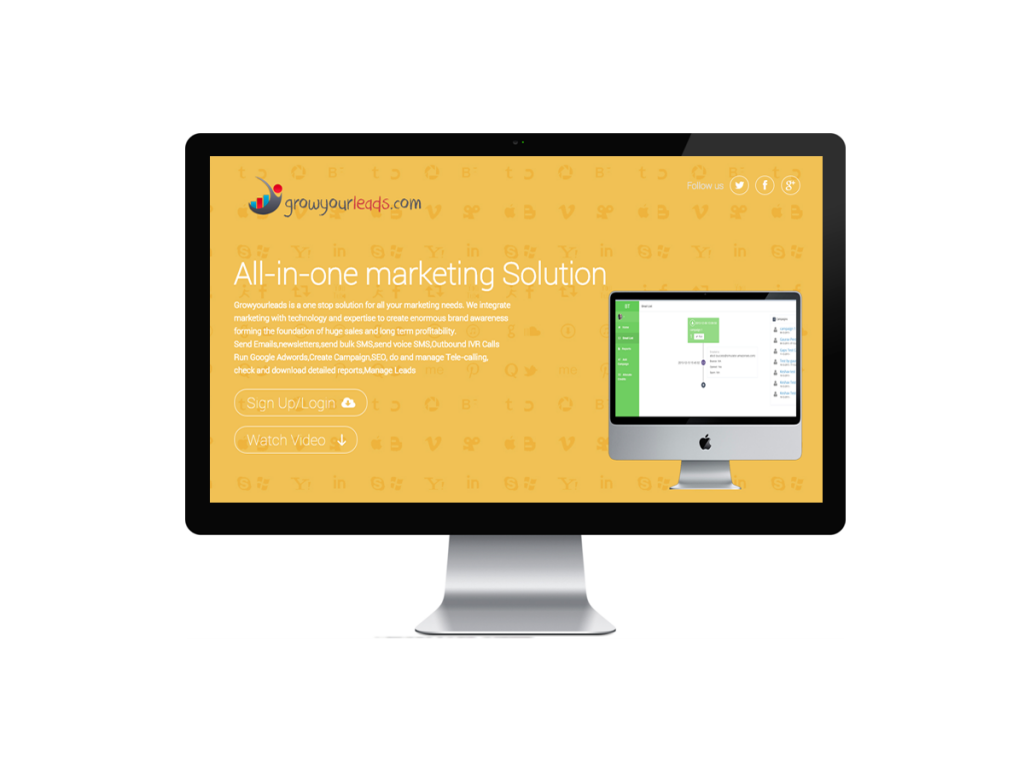 growyourleads.com
Follow us
All-in-one marketing Solution
Growyourleads is a one stop solution for all your marketing needs. We integrate
marketing with technology and expertise to create enormous brand awareness
forming the foundation of huge sales and long term profitability.
Send Emails,newsletters,send bulk SMS,send voice SMS,Outbound IVR Calls
Run Google Adwords,Create Campaign,SEO, do and manage Tele-calling,
check and download detailed reports,Manage Leads
Sign Up/Login
Watch Video